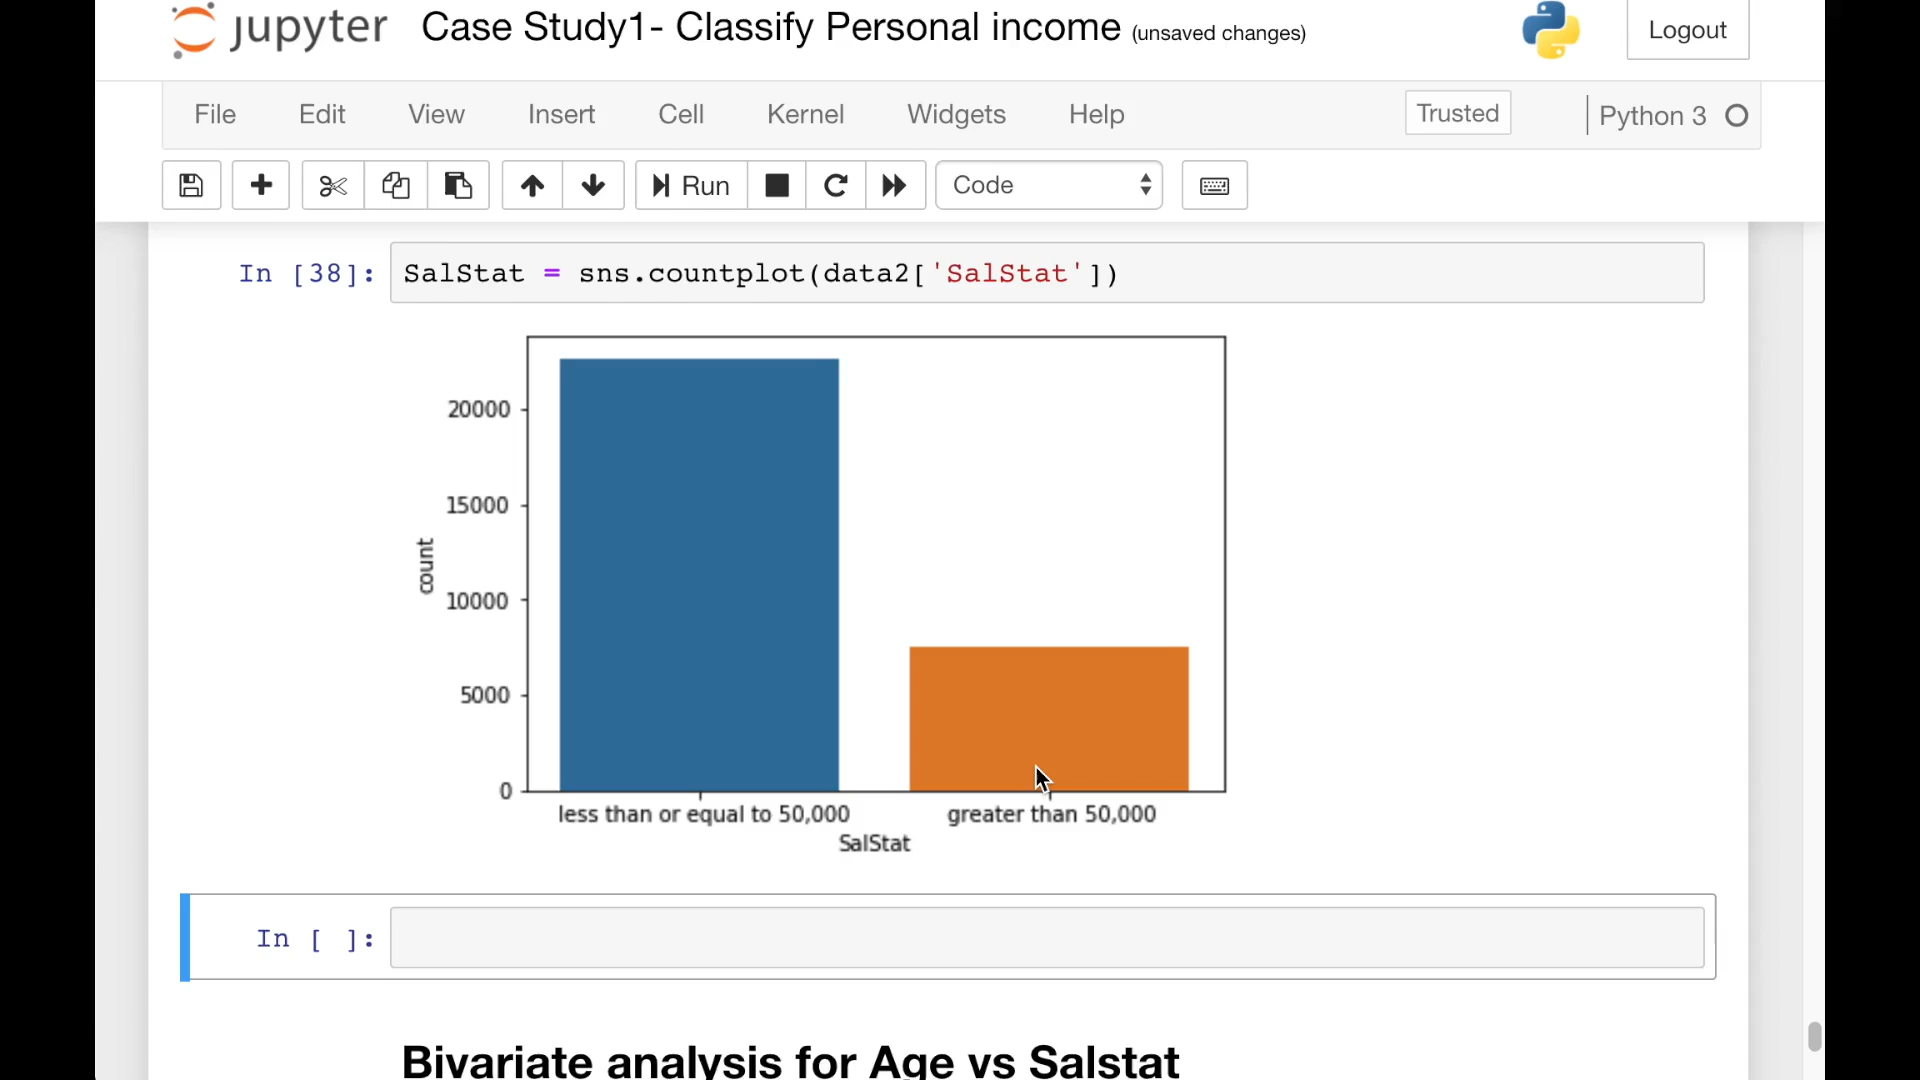 jupyter Case Study1- Classify Personal income (unsaved changes) Logout
File Edit View Insert Cell Kernel Widgets Help Trusted Python 3
Run Code
In [38]: SalStat = sns.countplot(data2['SalStat'])
20000
15000
10000
5000
0
count
less than or equal to 50,000 greater than 50,000
SalStat
In [ ]:
Bivariate analysis for Age vs Salstat